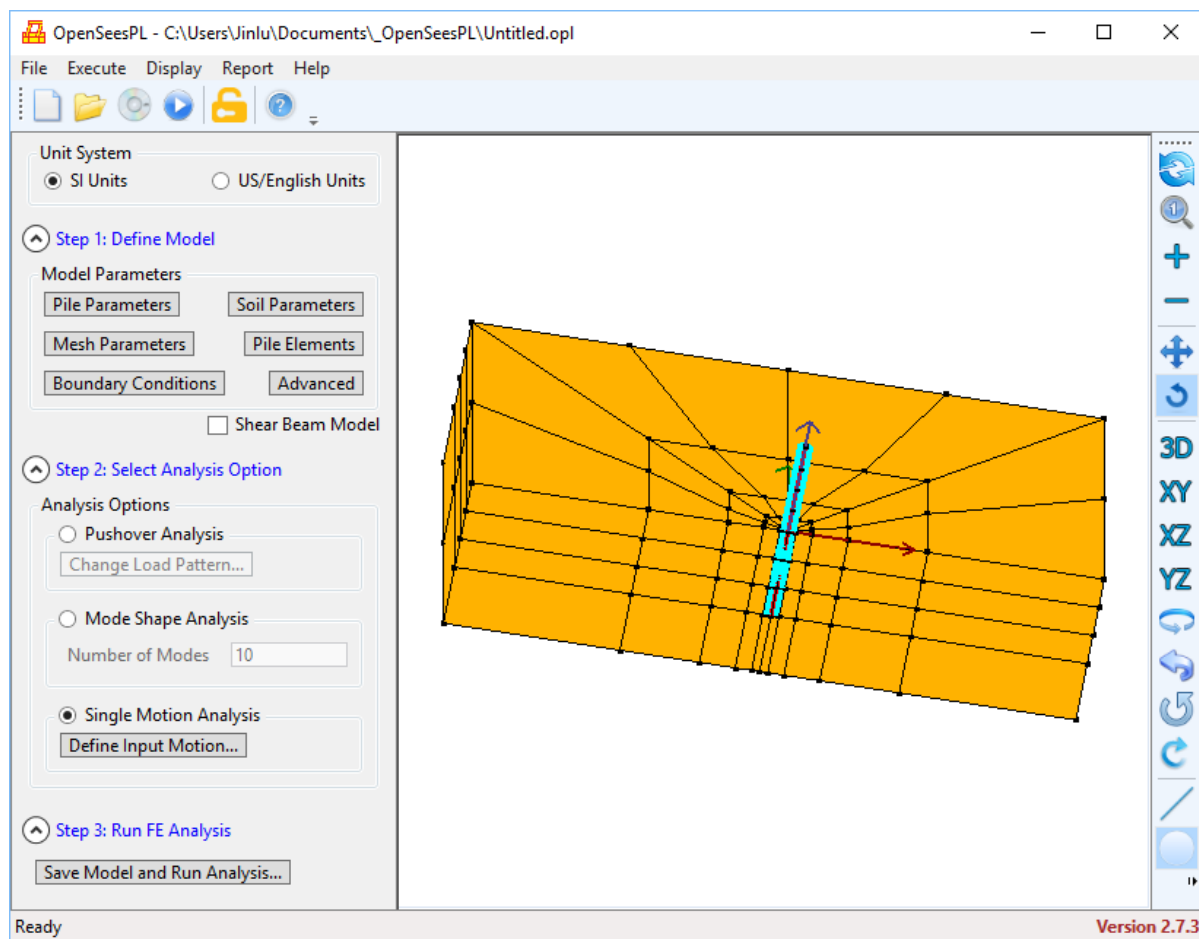 OpenSeesPL - C:\Users\Jinlu\Documents\_OpenSeesPL\Untitled.opl
File Execute Display Report Help
Unit System
SI Units US/English Units
Step 1: Define Model
Model Parameters
Pile Parameters Soil Parameters
Mesh Parameters Pile Elements
Boundary Conditions Advanced
Shear Beam Model
Step 2: Select Analysis Option
Analysis Options
Pushover Analysis
Change Load Pattern...
Mode Shape Analysis
Number of Modes 10
Single Motion Analysis
Define Input Motion...
Step 3: Run FE Analysis
Save Model and Run Analysis...
1
3D
XY
XZ
YZ
Ready Version 2.7.3